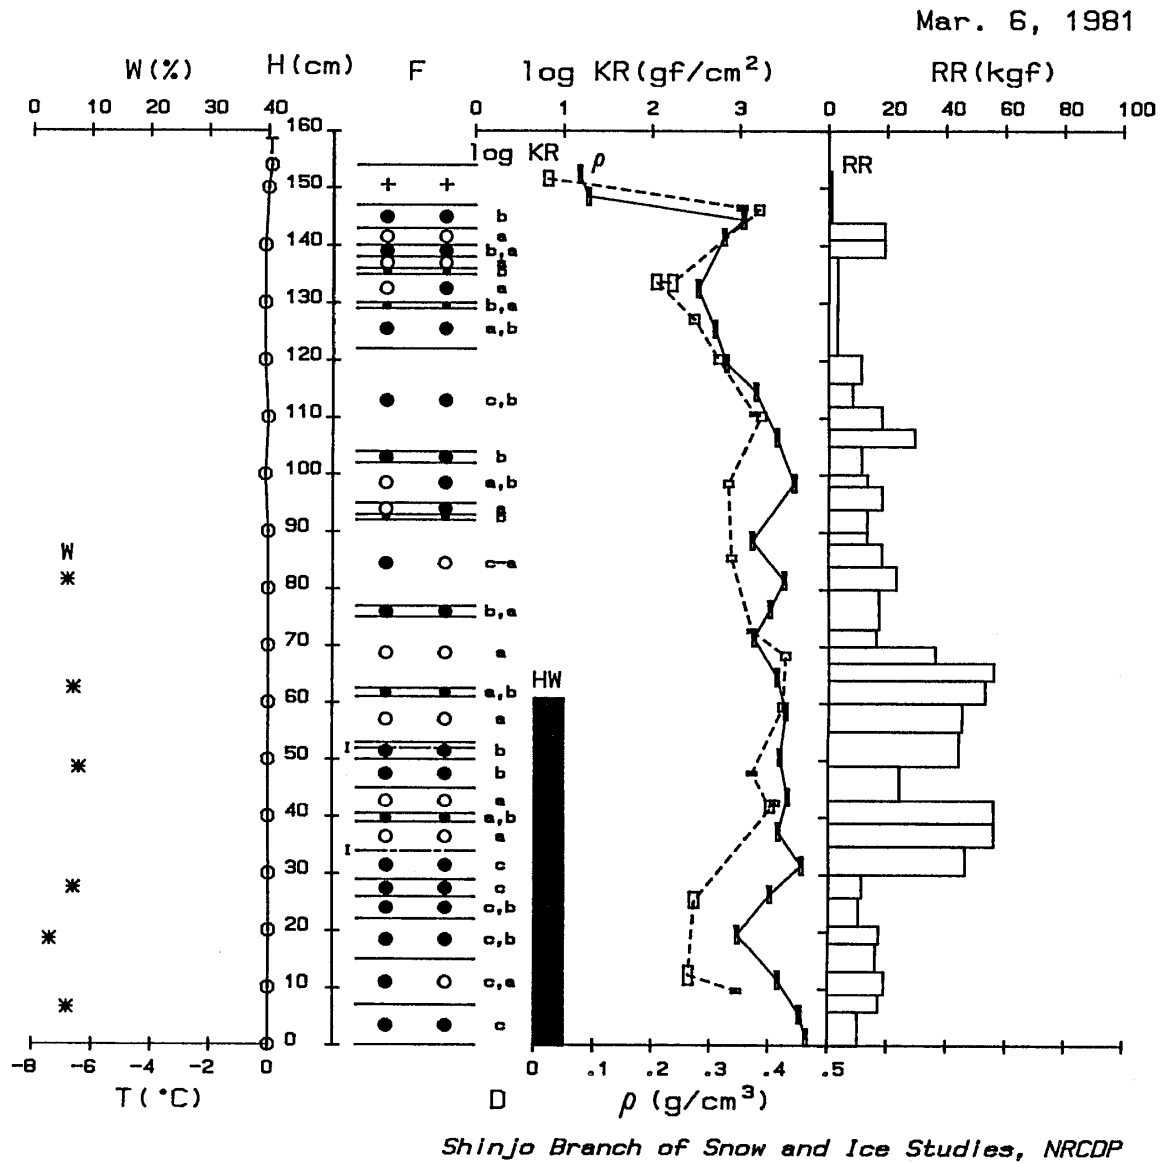 Mar. 6, 1981
W(%) H(cm) F log KR(gf/cm²) RR(kgf)
0 10 20 30 40 0 1 2 3 0 20 40 60 80 100
160
log KR ρ RR
150
b
a
140
b,a
a
130
b,a
a,b
120
c,b
110
b
100
a,b
a
90
W
c-a
80
b,a
70
a
HW
a,b
60
a
I b
50
b
a
40
a,b
a
I
c
30
c
c,b
20
c,b
10
c,a
c
0
-8 -6 -4 -2 0 0 .1 .2 .3 .4 .5
T(°C) D ρ (g/cm³)
Shinjo Branch of Snow and Ice Studies, NRCDP